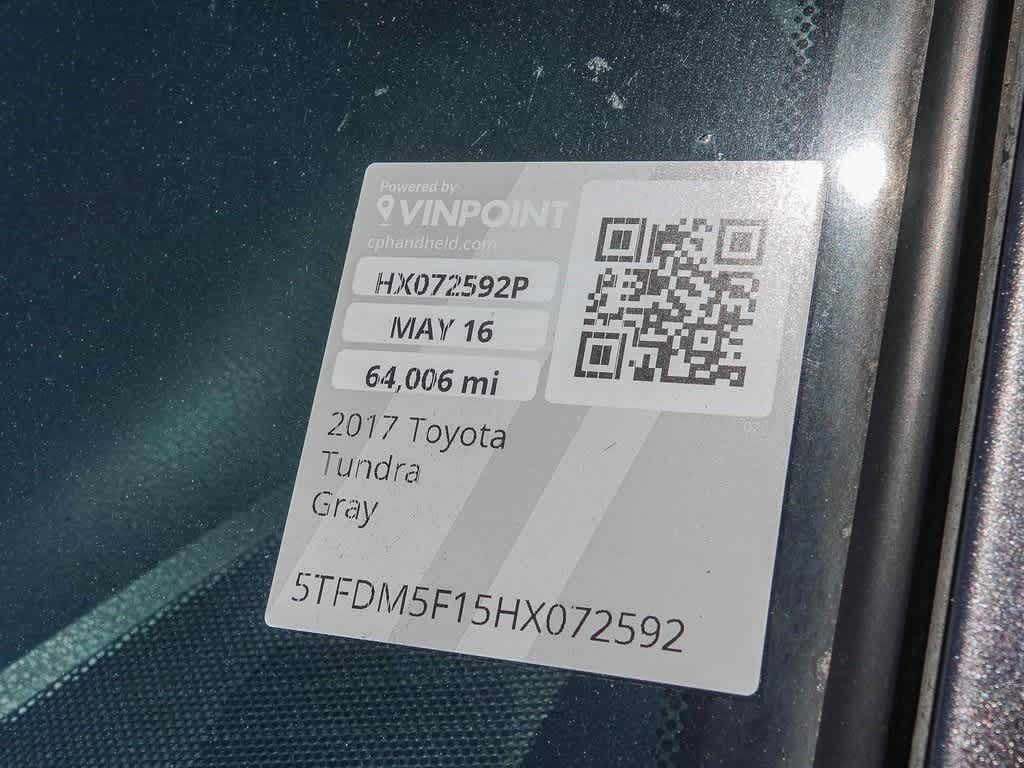 Powered by
VINPOINT
cphandheld.com
HX072592P
MAY 16
64,006 mi
2017 Toyota
Tundra
Gray
5TFDM5F15HX072592